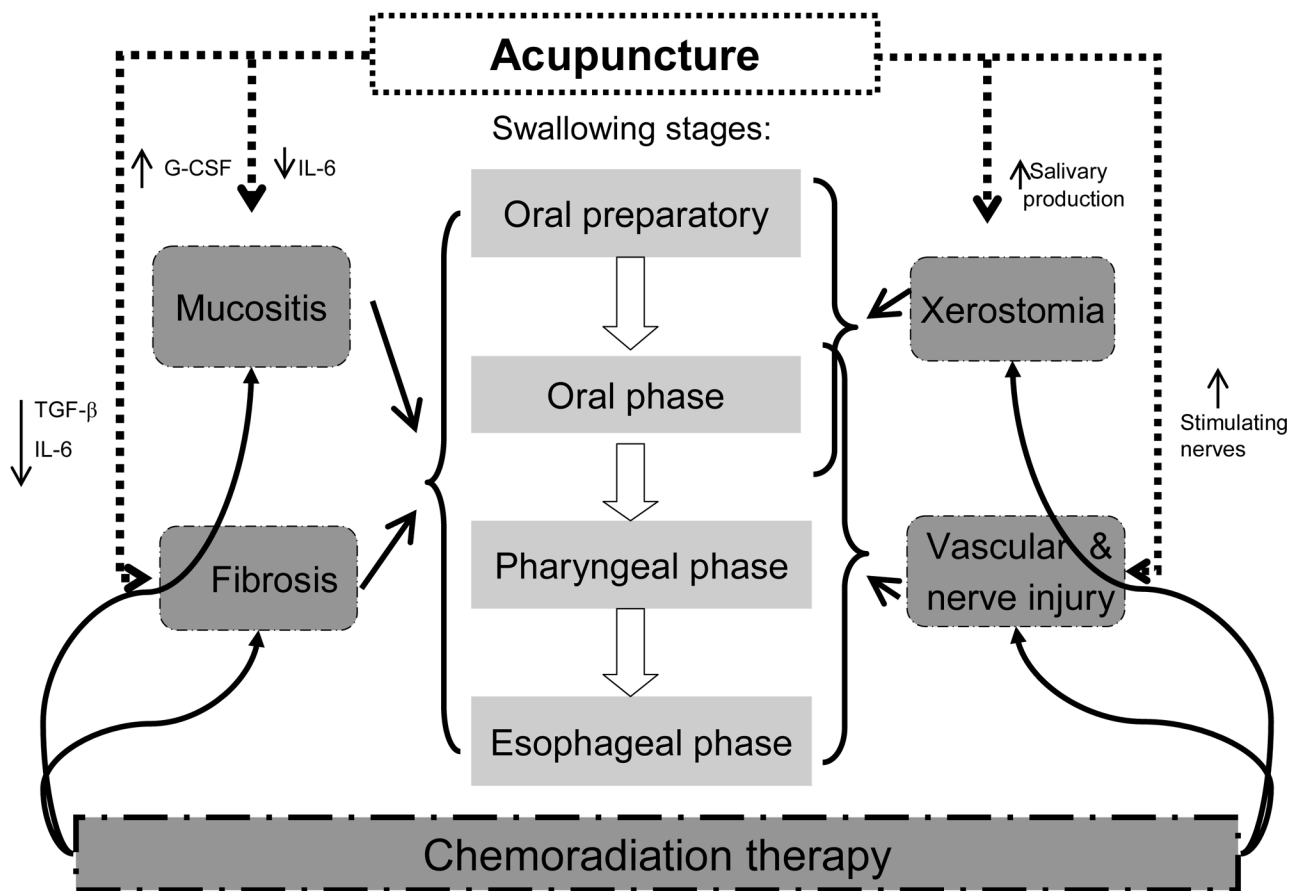 Acupuncture
Swallowing stages:
G-CSF
IL-6
Salivary
production
Oral preparatory
Mucositis
Xerostomia
Oral phase
TGF-β
IL-6
Stimulating
nerves
Pharyngeal phase
Fibrosis
Vascular &
nerve injury
Esophageal phase
Chemoradiation therapy